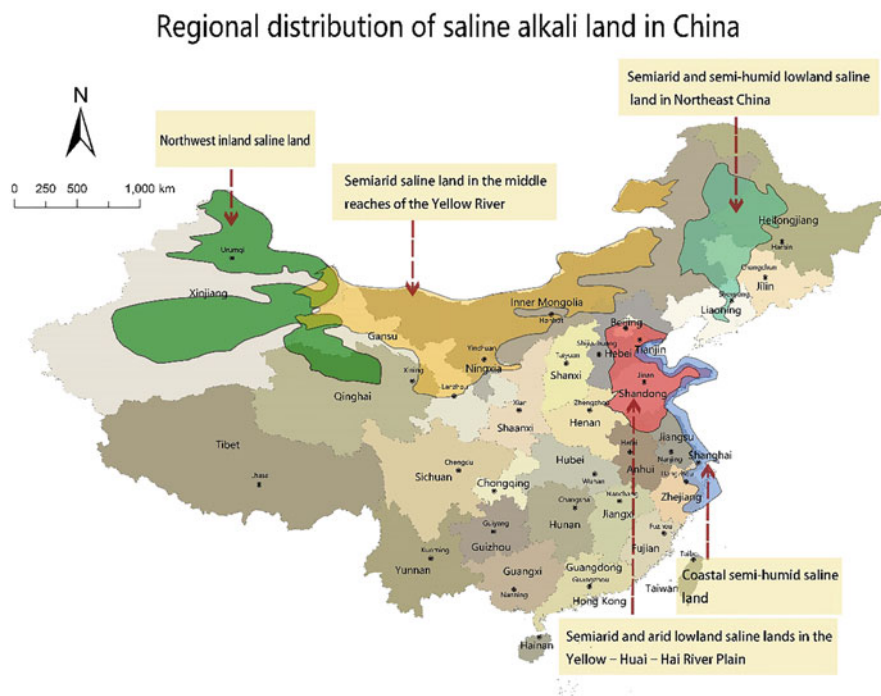 Regional distribution of saline alkali land in China
Semiarid and semi-humid lowland saline
land in Northeast China
N
Northwest inland saline land
0 250 500 1,000 km
Semiarid saline land in the middle
reaches of the Yellow River
Heilongjiang
Harbin
Urumqi
Changchun
Jilin
Xinjiang
Inner Mongolia
Shenyang
Liaoning
Hohhot
Beijing
Gansu
Tianjin
Yinchuan
Hebei
Ningxia
Taiyuan
Shanxi
Xining
Jinan
Qinghai
Shandong
Lanzhou
Zhengzhou
Xian
Henan
Shaanxi
Jiangsu
Tibet
Hefei
Nanjing
Shanghai
Anhui
Hubei
Sichuan
Chengdu
Wuhan
Chongqing
Zhejiang
lhasa
Changsha
Nanchang
Jiangxi
Hunan
Guiyang
Guizhou
Fuzhou
Fujian
Kunming
Taibei
Yunnan
Guangdong
Guangxi
Guangzhou
Coastal semi-humid saline
land
Nanning
Taiwan
Hong Kong
Hainan
Semiarid and arid lowland saline lands in the
Yellow – Huai – Hai River Plain